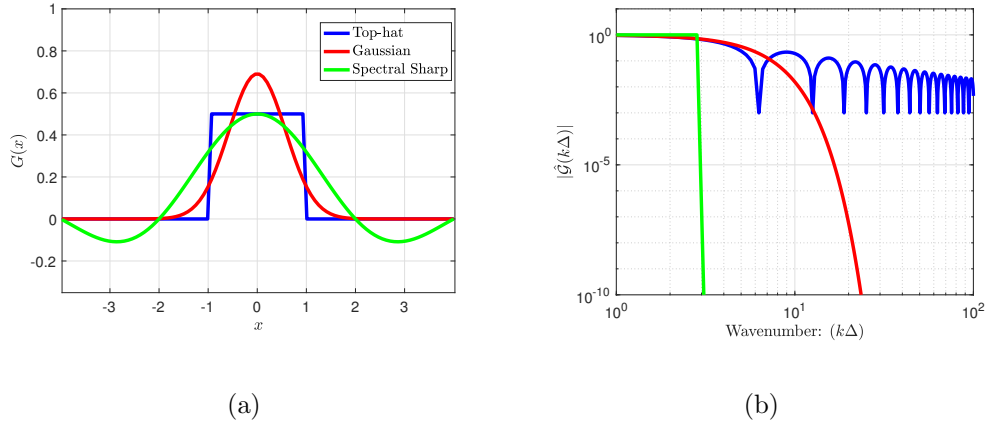 1
0.8
0.6
0.4
0.2
0
-0.2
G(x)
-3 -2 -1 0 1 2 3
x
Top-hat
Gaussian
Spectral Sharp
10^0
10^-5
10^-10
|Ĝ(kΔ)|
10^0 10^1 10^2
Wavenumber: (kΔ)
(a) (b)